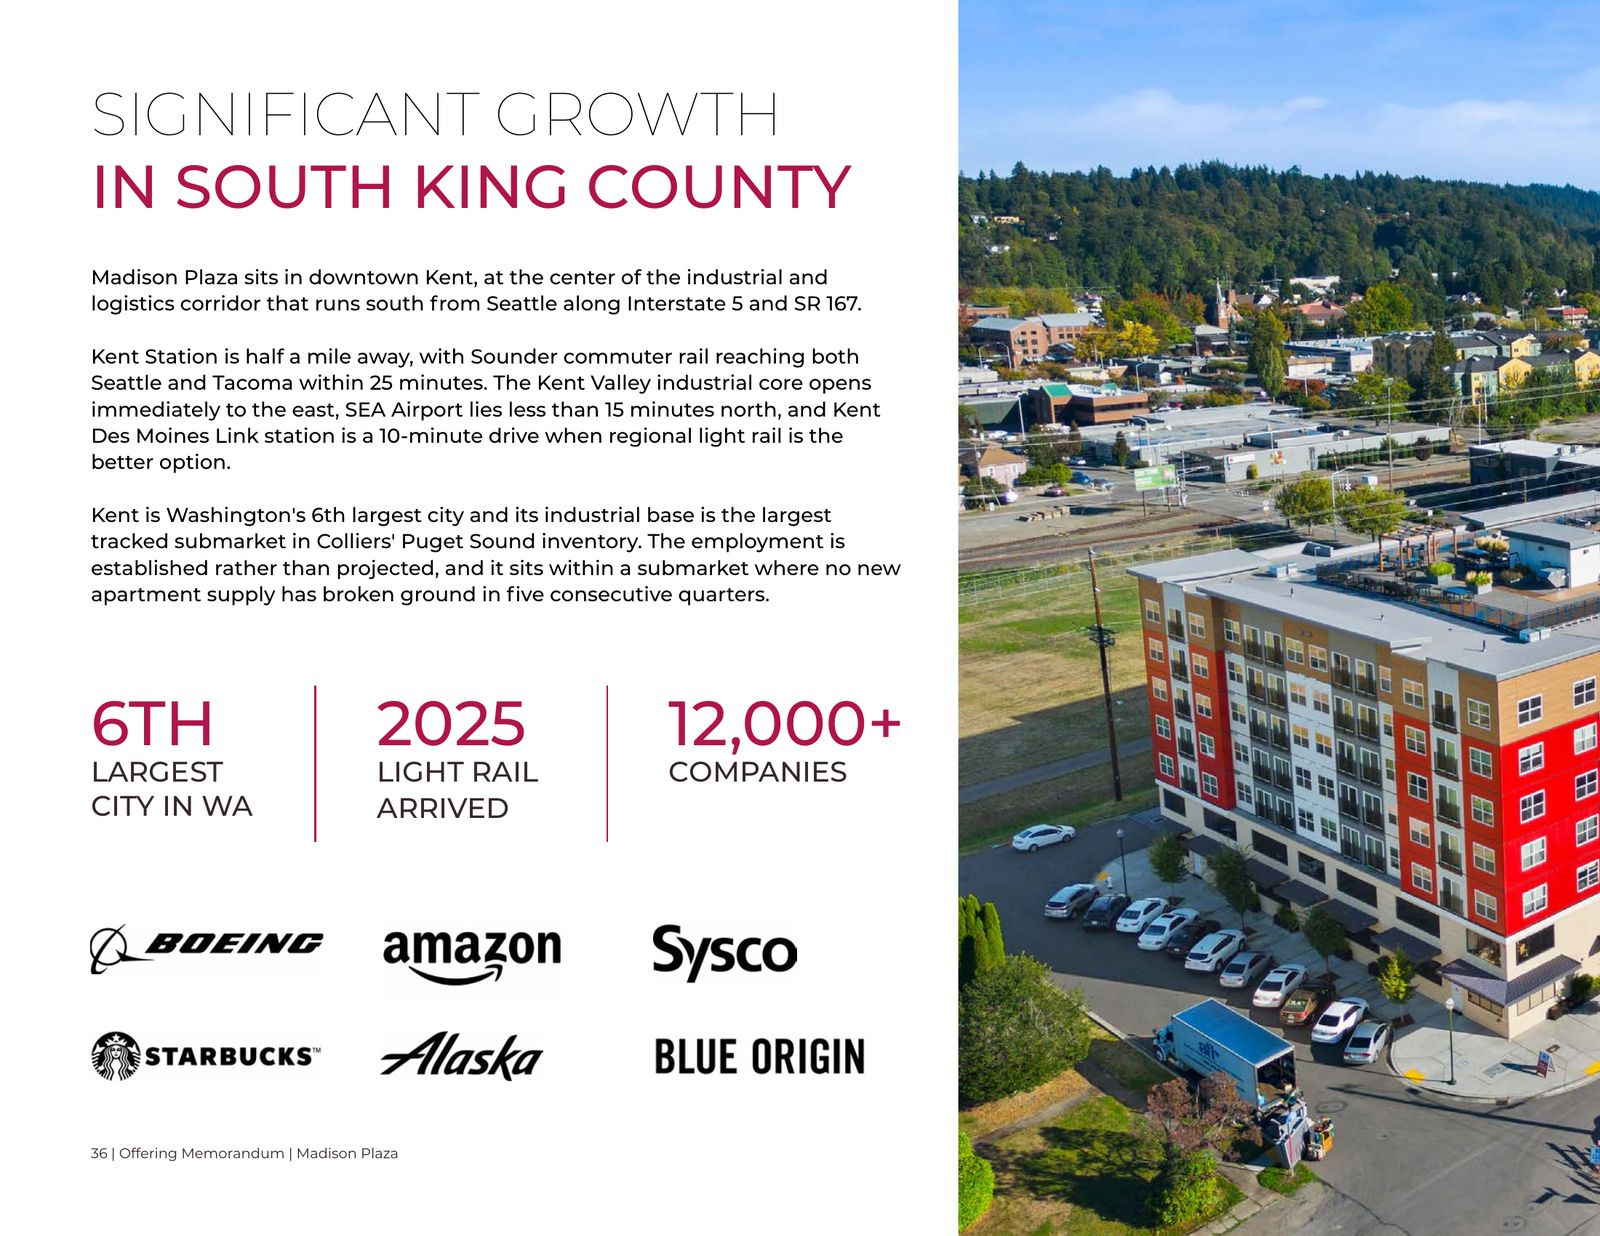 SIGNIFICANT GROWTH
IN SOUTH KING COUNTY
Madison Plaza sits in downtown Kent, at the center of the industrial and
logistics corridor that runs south from Seattle along Interstate 5 and SR 167.
Kent Station is half a mile away, with Sounder commuter rail reaching both
Seattle and Tacoma within 25 minutes. The Kent Valley industrial core opens
immediately to the east, SEA Airport lies less than 15 minutes north, and Kent
Des Moines Link station is a 10-minute drive when regional light rail is the
better option.
Kent is Washington's 6th largest city and its industrial base is the largest
tracked submarket in Colliers' Puget Sound inventory. The employment is
established rather than projected, and it sits within a submarket where no new
apartment supply has broken ground in five consecutive quarters.
6TH
LARGEST
CITY IN WA
2025
LIGHT RAIL
ARRIVED
12,000+
COMPANIES
BOEING
amazon
Sysco
STARBUCKS™
Alaska
BLUE ORIGIN
36 | Offering Memorandum | Madison Plaza